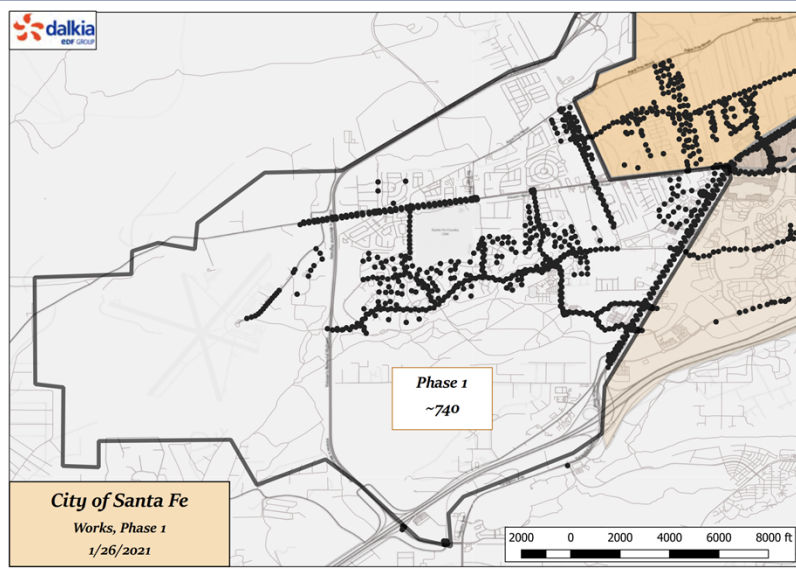 dalkia
EDF GROUP
Phase 1
~740
City of Santa Fe
Works, Phase 1
1/26/2021
2000 0 2000 4000 6000 8000 ft